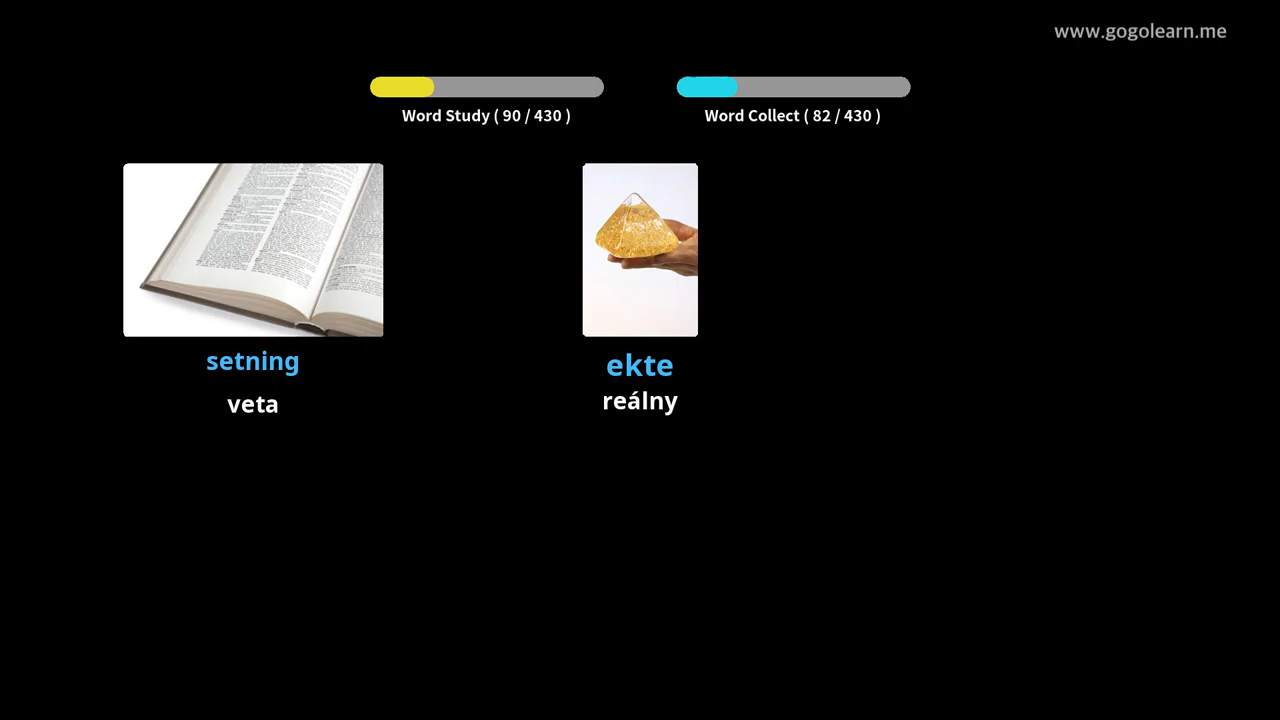 www.gogolearn.me
Word Study ( 90 / 430 )
Word Collect ( 82 / 430 )
setning
veta
ekte
reálny